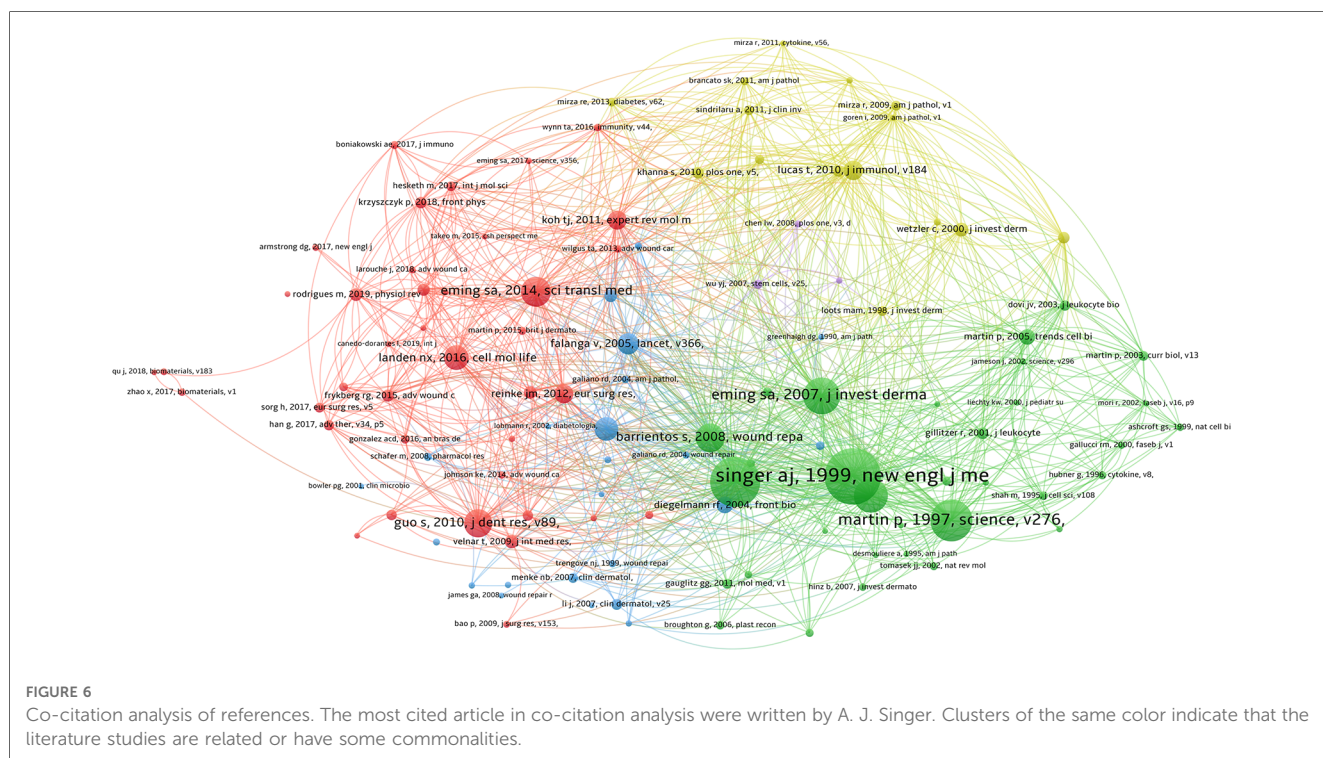 mirza r, 2011, cytokine, v56,
brancato sk, 2011, am j pathol
mirza re, 2013, diabetes, v62,
sindrilaru a, 2011, j clin inv
mirza r, 2009, am j pathol, v1
goren i, 2009, am j pathol, v1
wynn ta, 2016, immunity, v44,
boniakowski ae, 2017, j immuno
eming sa, 2017, science, v356,
khanna s, 2010, plos one, v5,
lucas t, 2010, j immunol, v184
hesketh m, 2017, int j mol sci
krzyszczyk p, 2018, front phys
koh tj, 2011, expert rev mol m
chen lw, 2008, plos one, v3, d
wetzler c, 2000, j invest derm
takeo m, 2015, csh perspect me
armstrong dg, 2017, new engl j
wilgus ta, 2013, adv wound car
larouche j, 2018, adv wound ca
wu yj, 2007, stem cells, v25,
rodrigues m, 2019, physiol rev
eming sa, 2014, sci transl med
dovi jv, 2003, j leukocyte bio
loots mam, 1998, j invest derm
martin p, 2015, brit j dermato
greenhalgh dg, 1990, am j path
martin p, 2005, trends cell bi
canedo-dorantes l, 2019, int j
falanga v, 2005, lancet, v366,
landen nx, 2016, cell mol life
martin p, 2003, curr biol, v13
jameson j, 2002, science, v296
qu j, 2018, biomaterials, v183
galiano rd, 2004, am j pathol,
zhao x, 2017, biomaterials, v1
frykberg rg, 2015, adv wound c
reinke jm, 2012, eur surg res,
eming sa, 2007, j invest derma
liechty kw, 2000, j pediatr su
mori r, 2002, faseb j, v16, p9
sorg h, 2017, eur surg res, v5
han g, 2017, adv ther, v34, p5
lohmann r, 2002, diabetologia,
barrientos s, 2008, wound repa
gillitzer r, 2001, j leukocyte
ashcroft gs, 1999, nat cell bi
gonzalez acd, 2016, an bras de
gallucci rm, 2000, faseb j, v1
schafer m, 2008, pharmacol res
galiano rd, 2004, wound repair
johnson ke, 2014, adv wound ca
singer aj, 1999, new engl j me
hubner g, 1996, cytokine, v8,
bowler pg, 2001, clin microbio
shah m, 1995, j cell sci, v108
diegelmann rf, 2004, front bio
guo s, 2010, j dent res, v89,
martin p, 1997, science, v276,
velnar t, 2009, j int med res,
desmouliere a, 1995, am j path
trengove nj, 1999, wound repai
tomasek jj, 2002, nat rev mol
menke nb, 2007, clin dermatol,
gauglitz gg, 2011, mol med, v1
hinz b, 2007, j invest dermato
james ga, 2008, wound repair r
li j, 2007, clin dermatol, v25
bao p, 2009, j surg res, v153,
broughton g, 2006, plast recon
FIGURE 6
Co-citation analysis of references. The most cited article in co-citation analysis were written by A. J. Singer. Clusters of the same color indicate that the
literature studies are related or have some commonalities.